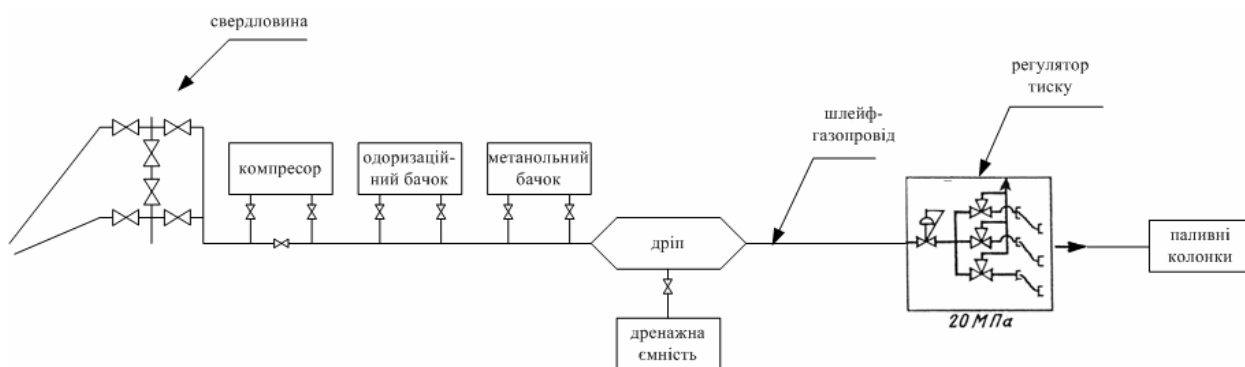 свердловина
регулятор
тиску
шлейф-
газопровід
компресор
одоризацій-
ний бачок
метанольний
бачок
дріп
паливні
колонки
20 МПа
дренажна
ємність